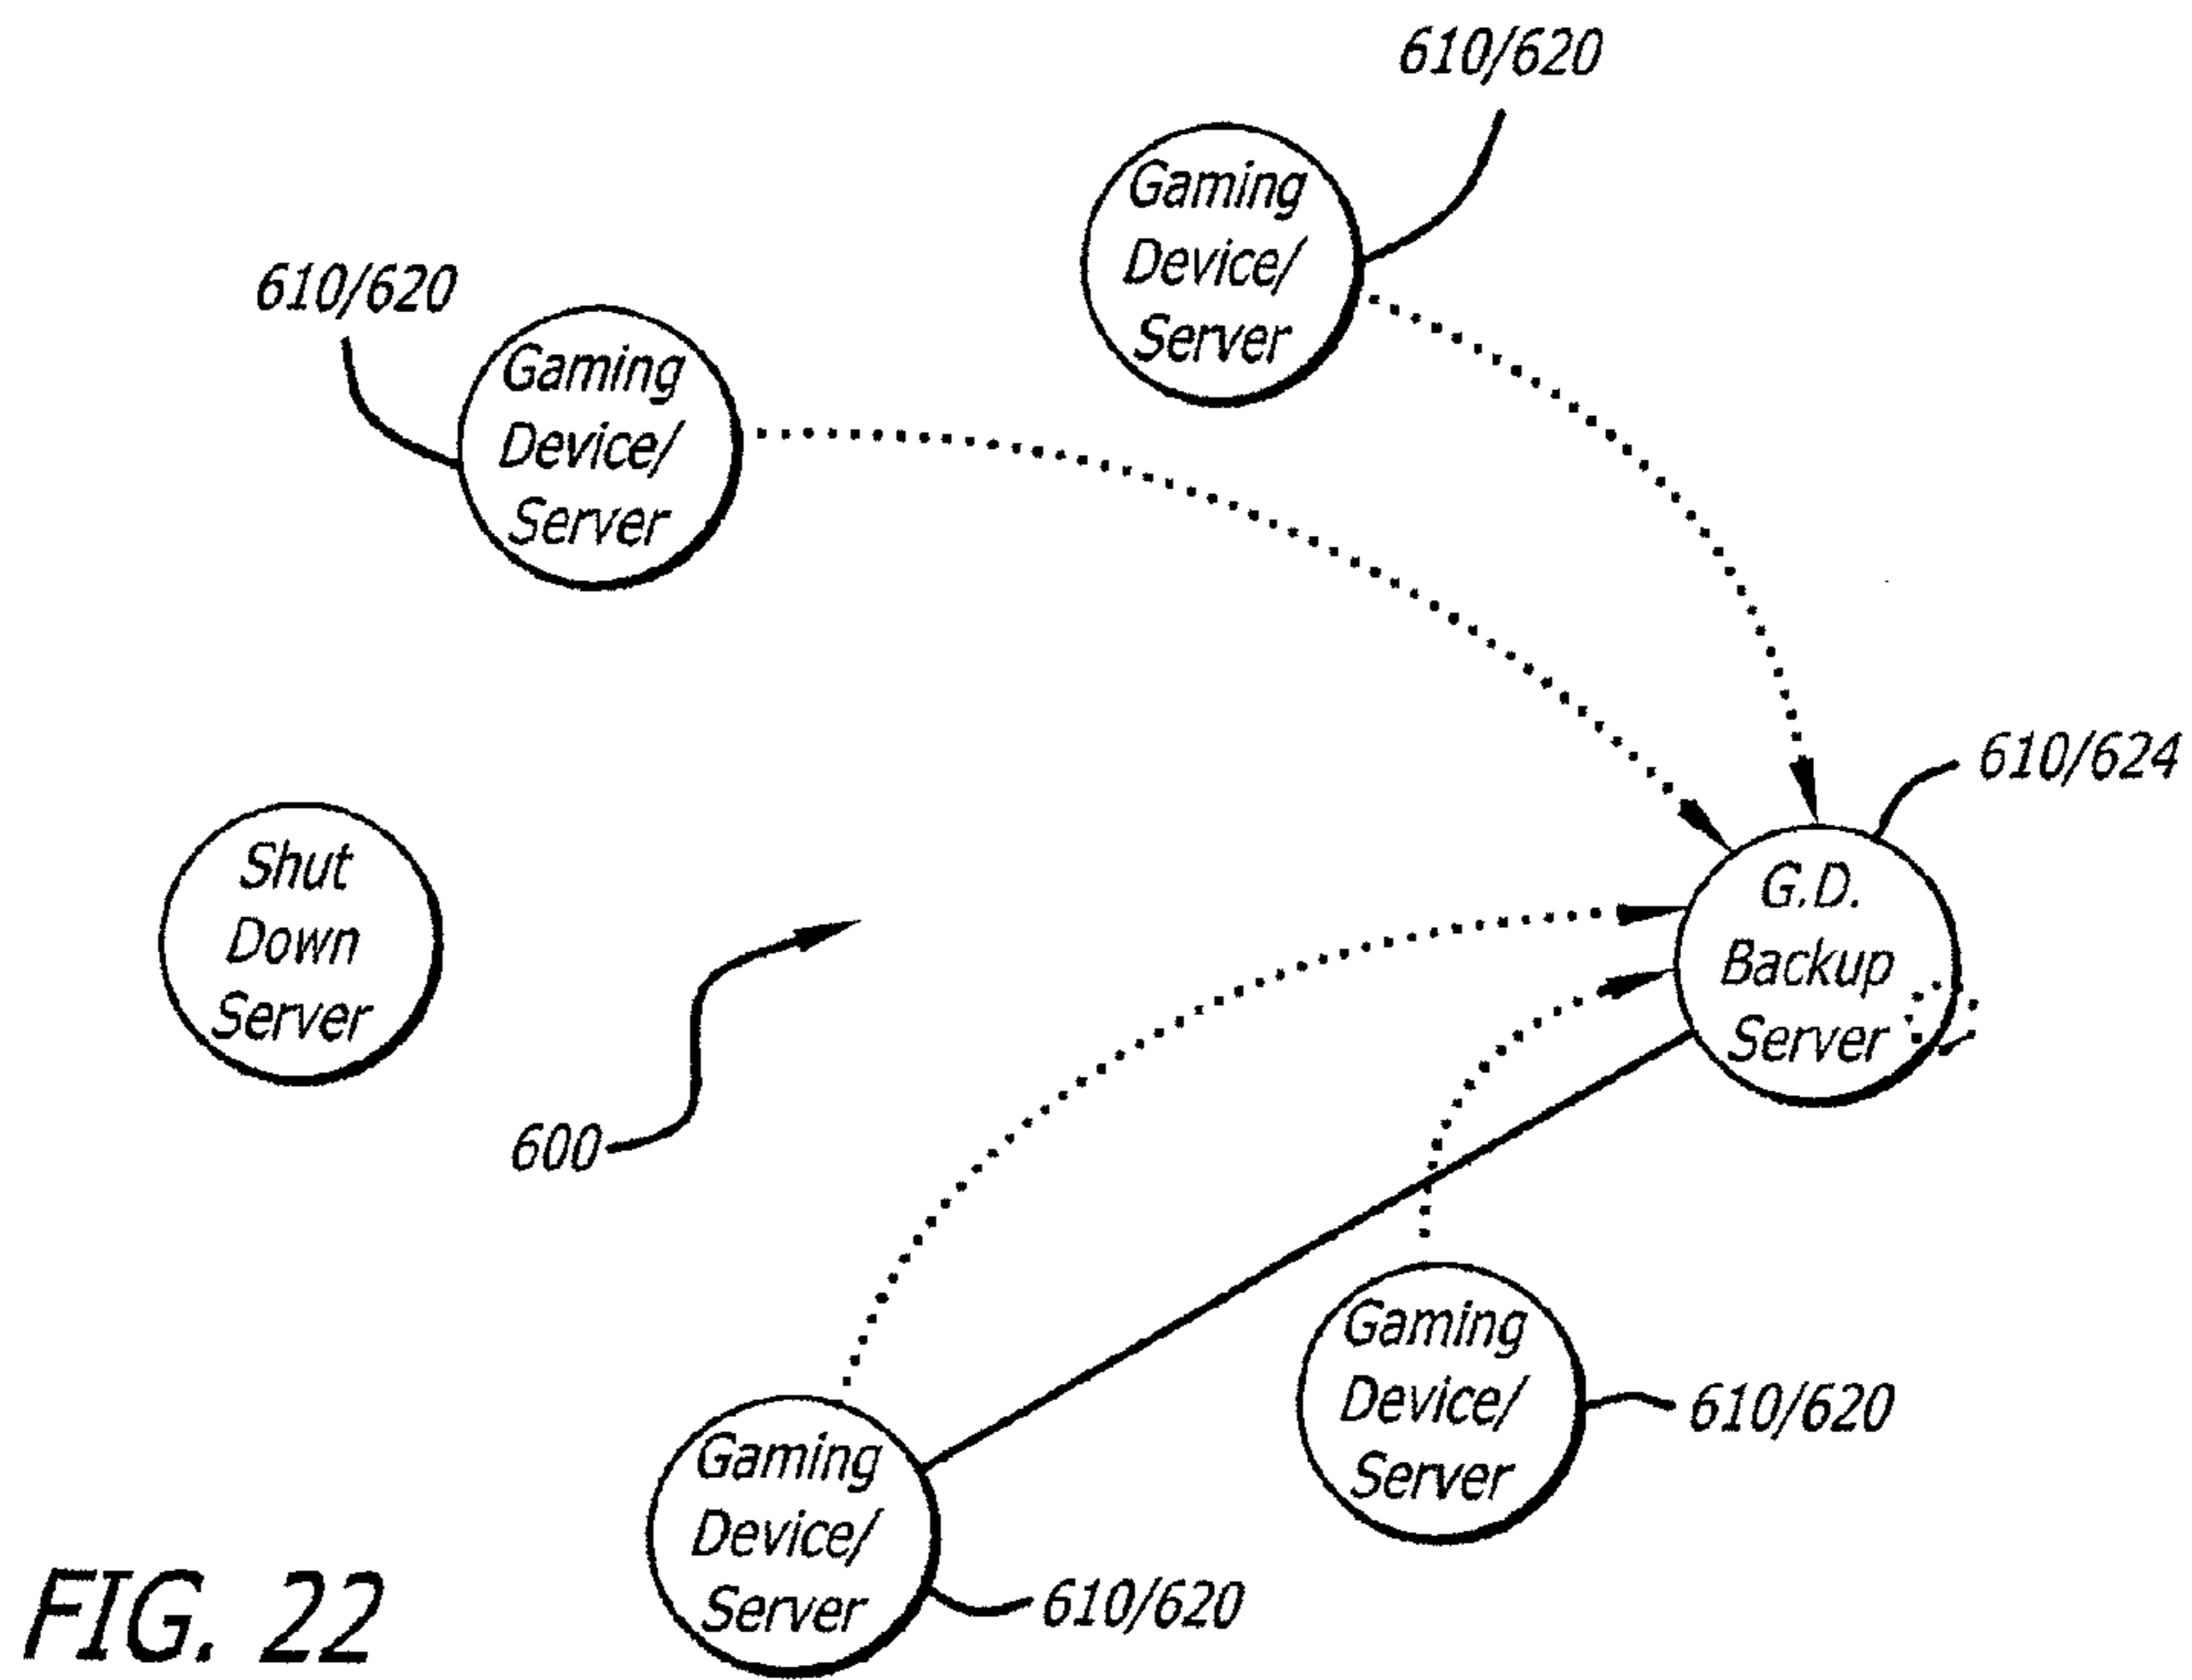 610/620
Gaming
Device/
Server
610/620
Gaming
Device/
Server
610/624
G.D.
Backup
Server
Shut
Down
Server
600
Gaming
Device/
Server
610/620
Gaming
Device/
Server
610/620
FIG. 22